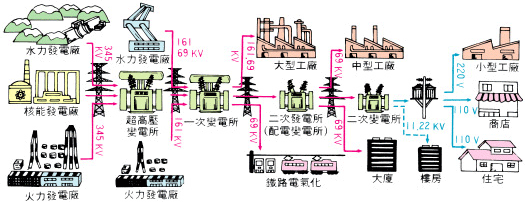 水力發電廠
345 KV
水力發電廠
161
69 KV
161,69 KV
大型工廠
69 KV
中型工廠
220 V
小型工廠
核能發電廠
超高壓
變電所
一次變電所
二次變電所
(配電變電所)
二次變電所
11,22 KV
110 V
商店
345 KV
161 KV
69 KV
69 KV
110 V
火力發電廠
火力發電廠
鐵路電氣化
大廈
樓房
住宅